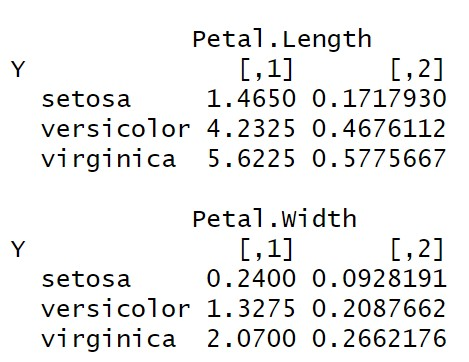 Petal.Length
Y [,1] [,2]
setosa 1.4650 0.1717930
versicolor 4.2325 0.4676112
virginica 5.6225 0.5775667
Petal.Width
Y [,1] [,2]
setosa 0.2400 0.0928191
versicolor 1.3275 0.2087662
virginica 2.0700 0.2662176